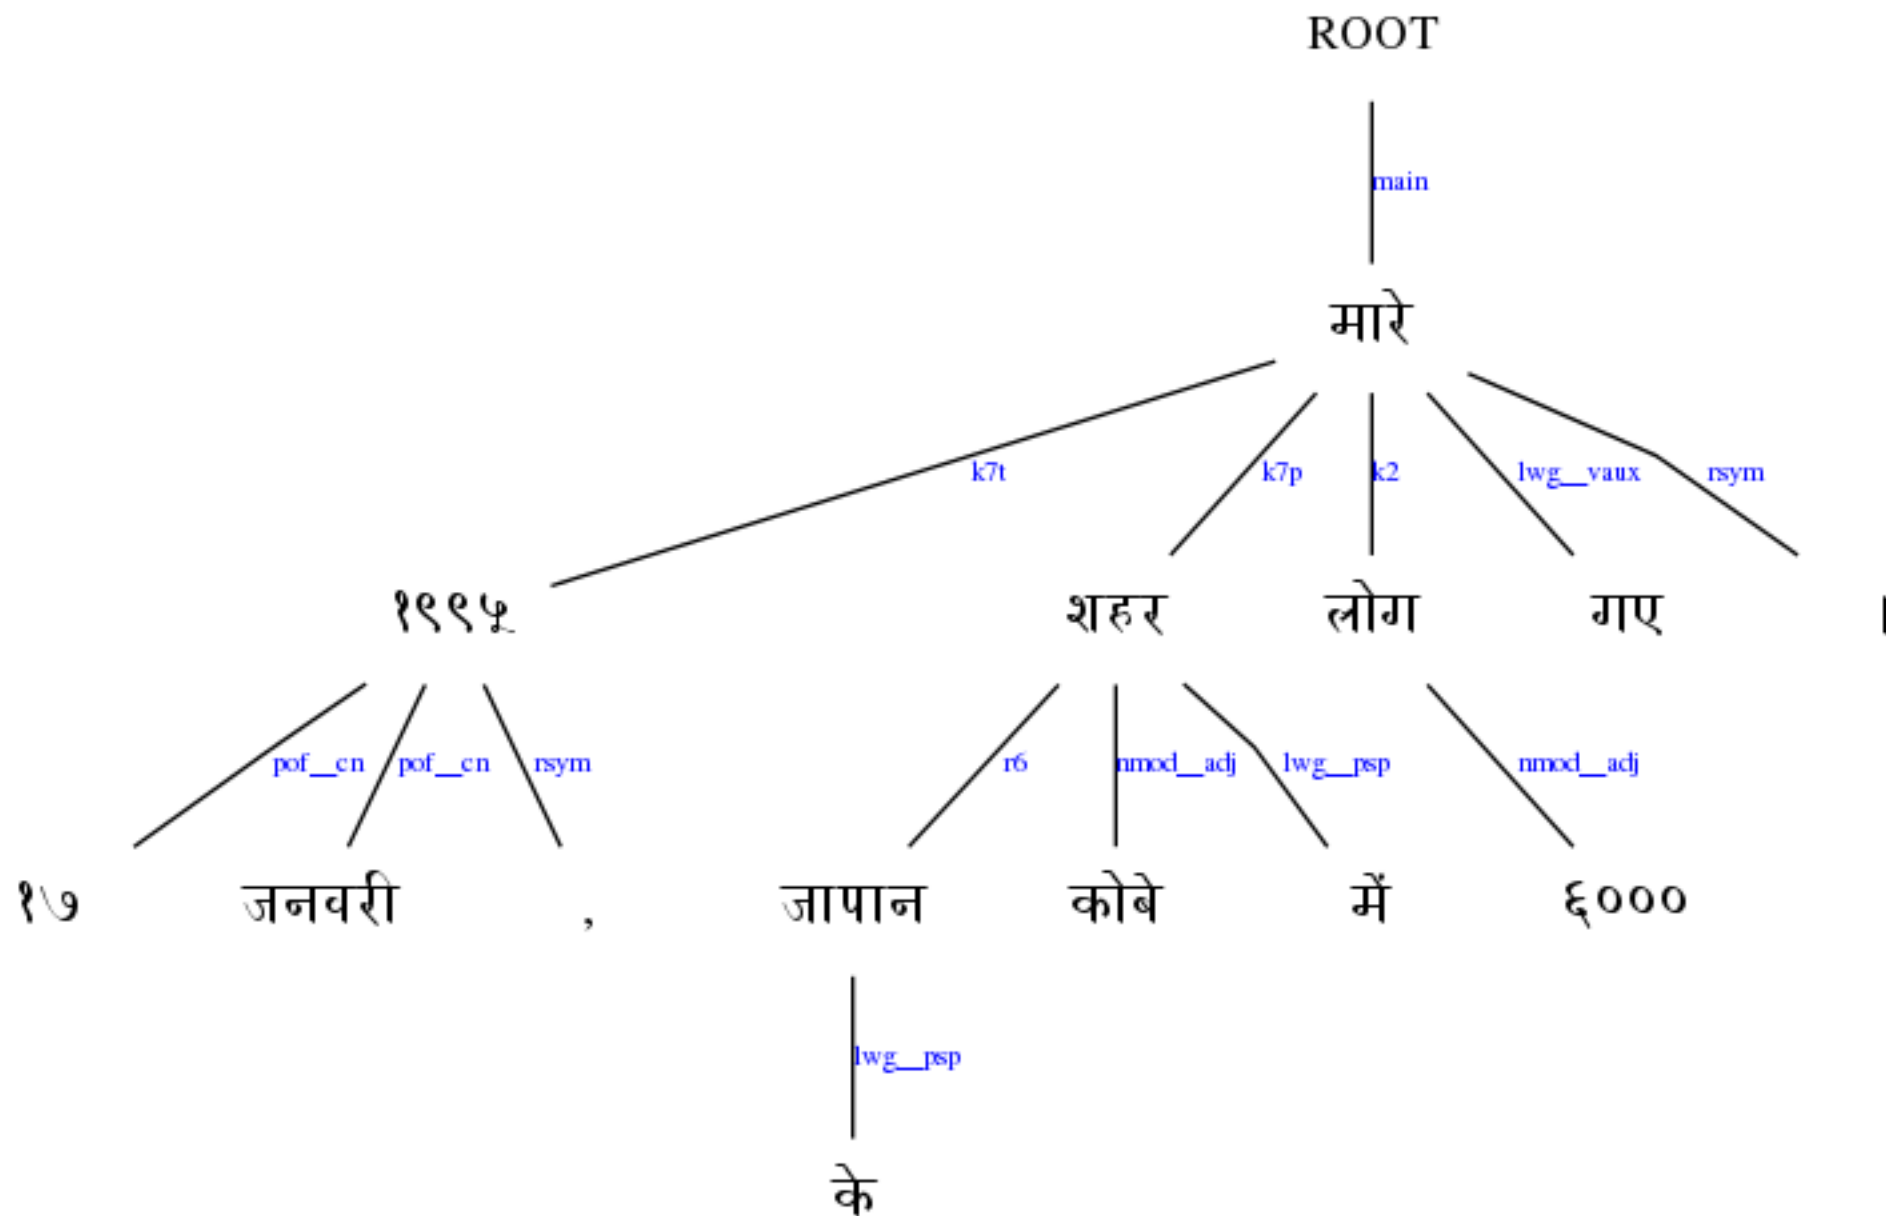 ROOT
main
मारे
k7t k7p k2 lwg__vaux rsym
१९९५ शहर लोग गए ।
pof__cn pof__cn rsym r6 nmod__adj lwg__psp nmod__adj
१७ जनवरी , जापान कोबे में ६०००
lwg__psp
के